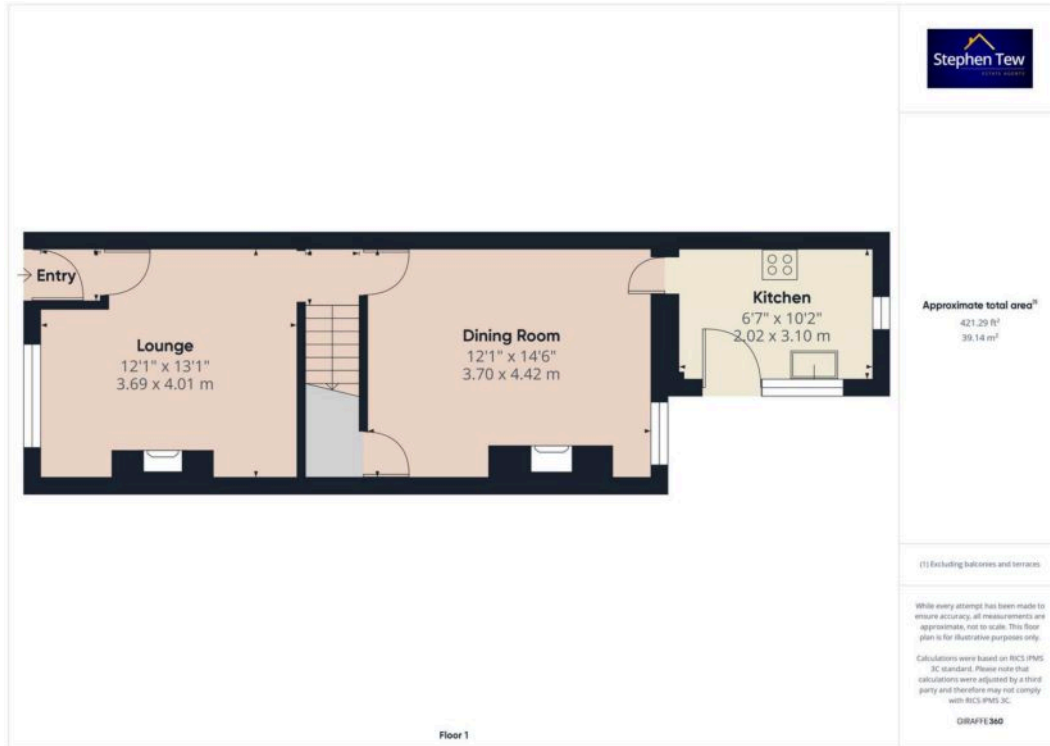 Stephen Tew
ESTATE AGENTS
Entry
Lounge
12'1" x 13'1"
3.69 x 4.01 m
Dining Room
12'1" x 14'6"
3.70 x 4.42 m
Kitchen
6'7" x 10'2"
2.02 x 3.10 m
Approximate total area⁽¹⁾
421.29 ft²
39.14 m²
(1) Excluding balconies and terraces
While every attempt has been made to
ensure accuracy, all measurements are
approximate, not to scale. This floor
plan is for illustrative purposes only.
Calculations were based on RICS IPMS
3C standard. Please note that
calculations were adjusted by a third
party and therefore may not comply
with RICS IPMS 3C.
GIRAFFE360
Floor 1